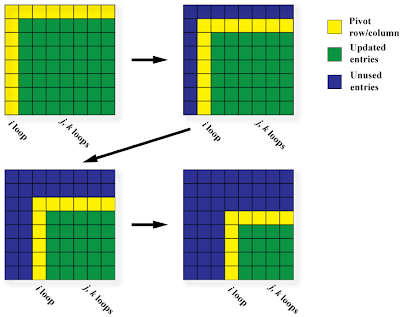 Pivot
row/column
Updated
entries
Unused
entries
i loop
j, k loops
i loop
j, k loops
i loop
j, k loops
i loop
j, k loops